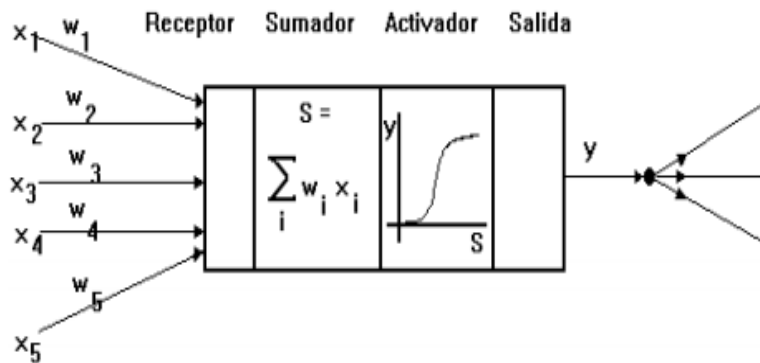 Receptor Sumador Activador Salida
x1 w1
x2 w2
x3 w3
x4 w4
x5 w5
S =
∑ wi xi
i
y
S
y